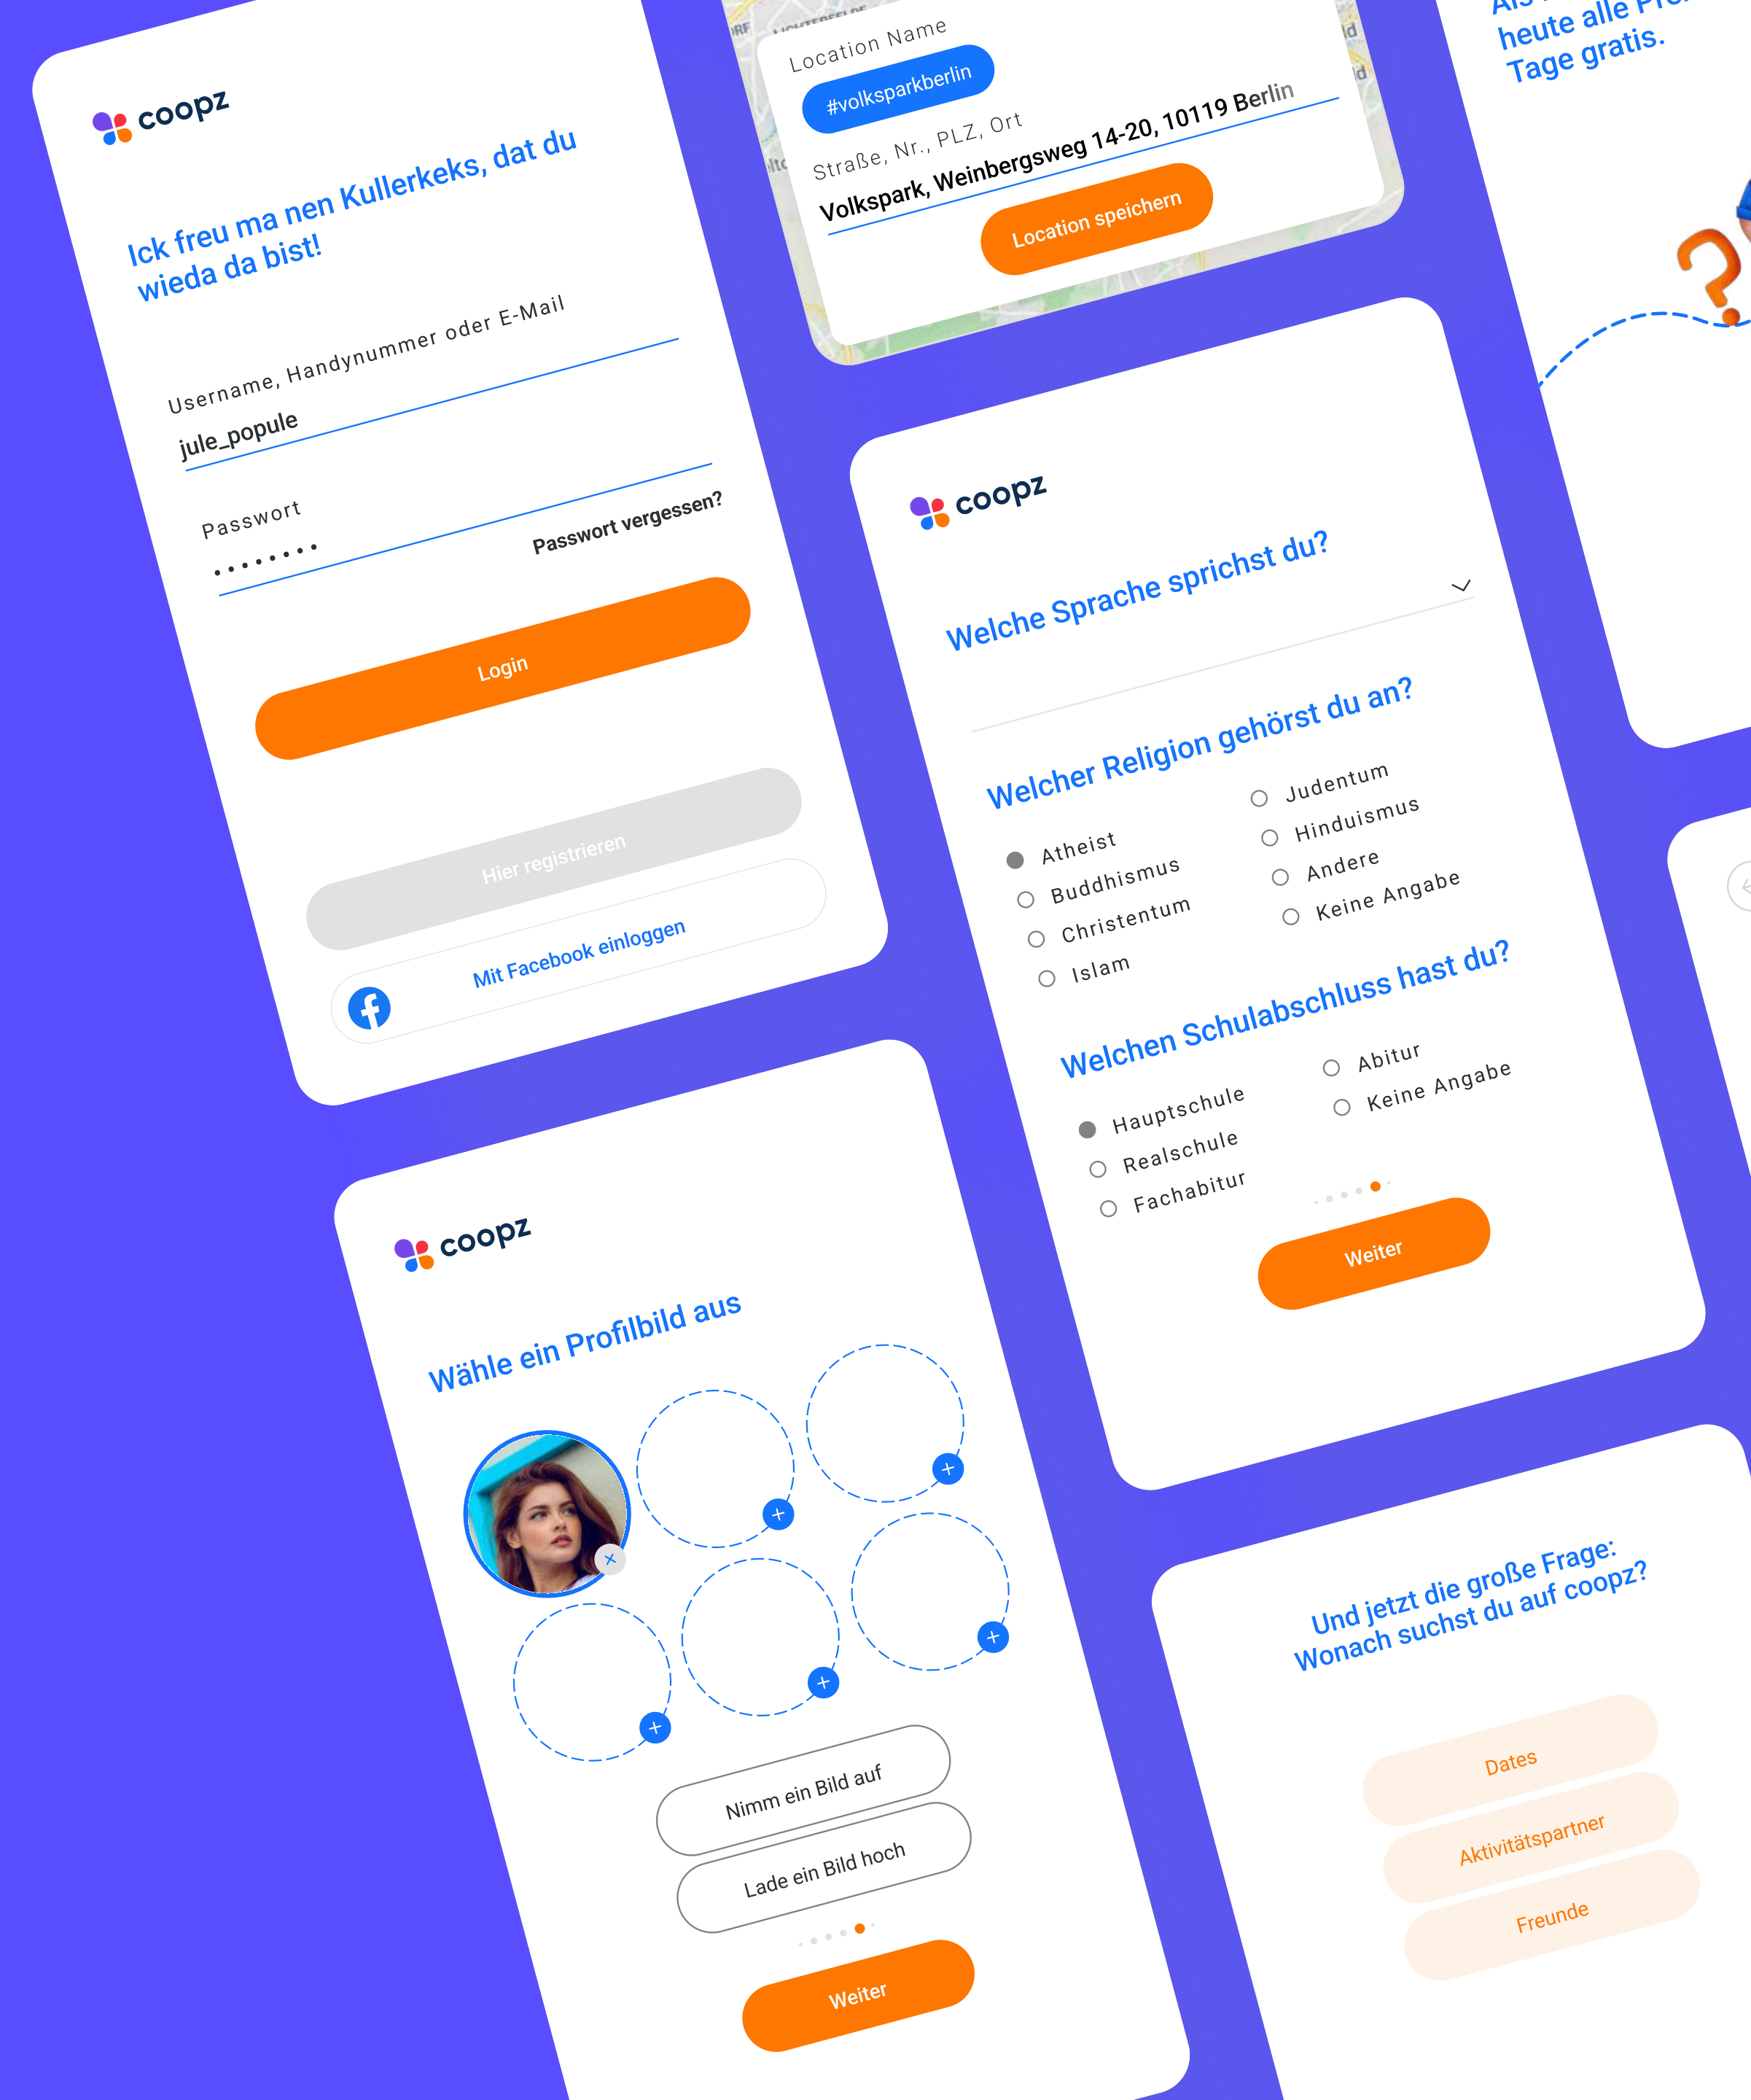 coopz
Ick freu ma nen Kullerkeks, dat du
wieda da bist!
Username, Handynummer oder E-Mail
jule_popule
Passwort
Passwort vergessen?
Login
Hier registrieren
Mit Facebook einloggen
Location Name
#volksparkberlin
Straße, Nr., PLZ, Ort
Volkspark, Weinbergsweg 14-20, 10119 Berlin
Location speichern
heute alle
Tage gratis.
coopz
Welche Sprache sprichst du?
Welcher Religion gehörst du an?
Atheist
Buddhismus
Christentum
Islam
Judentum
Hinduismus
Andere
Keine Angabe
Welchen Schulabschluss hast du?
Hauptschule
Realschule
Fachabitur
Abitur
Keine Angabe
Weiter
coopz
Wähle ein Profilbild aus
Nimm ein Bild auf
Lade ein Bild hoch
Weiter
Und jetzt die große Frage:
Wonach suchst du auf coopz?
Dates
Aktivitätspartner
Freunde